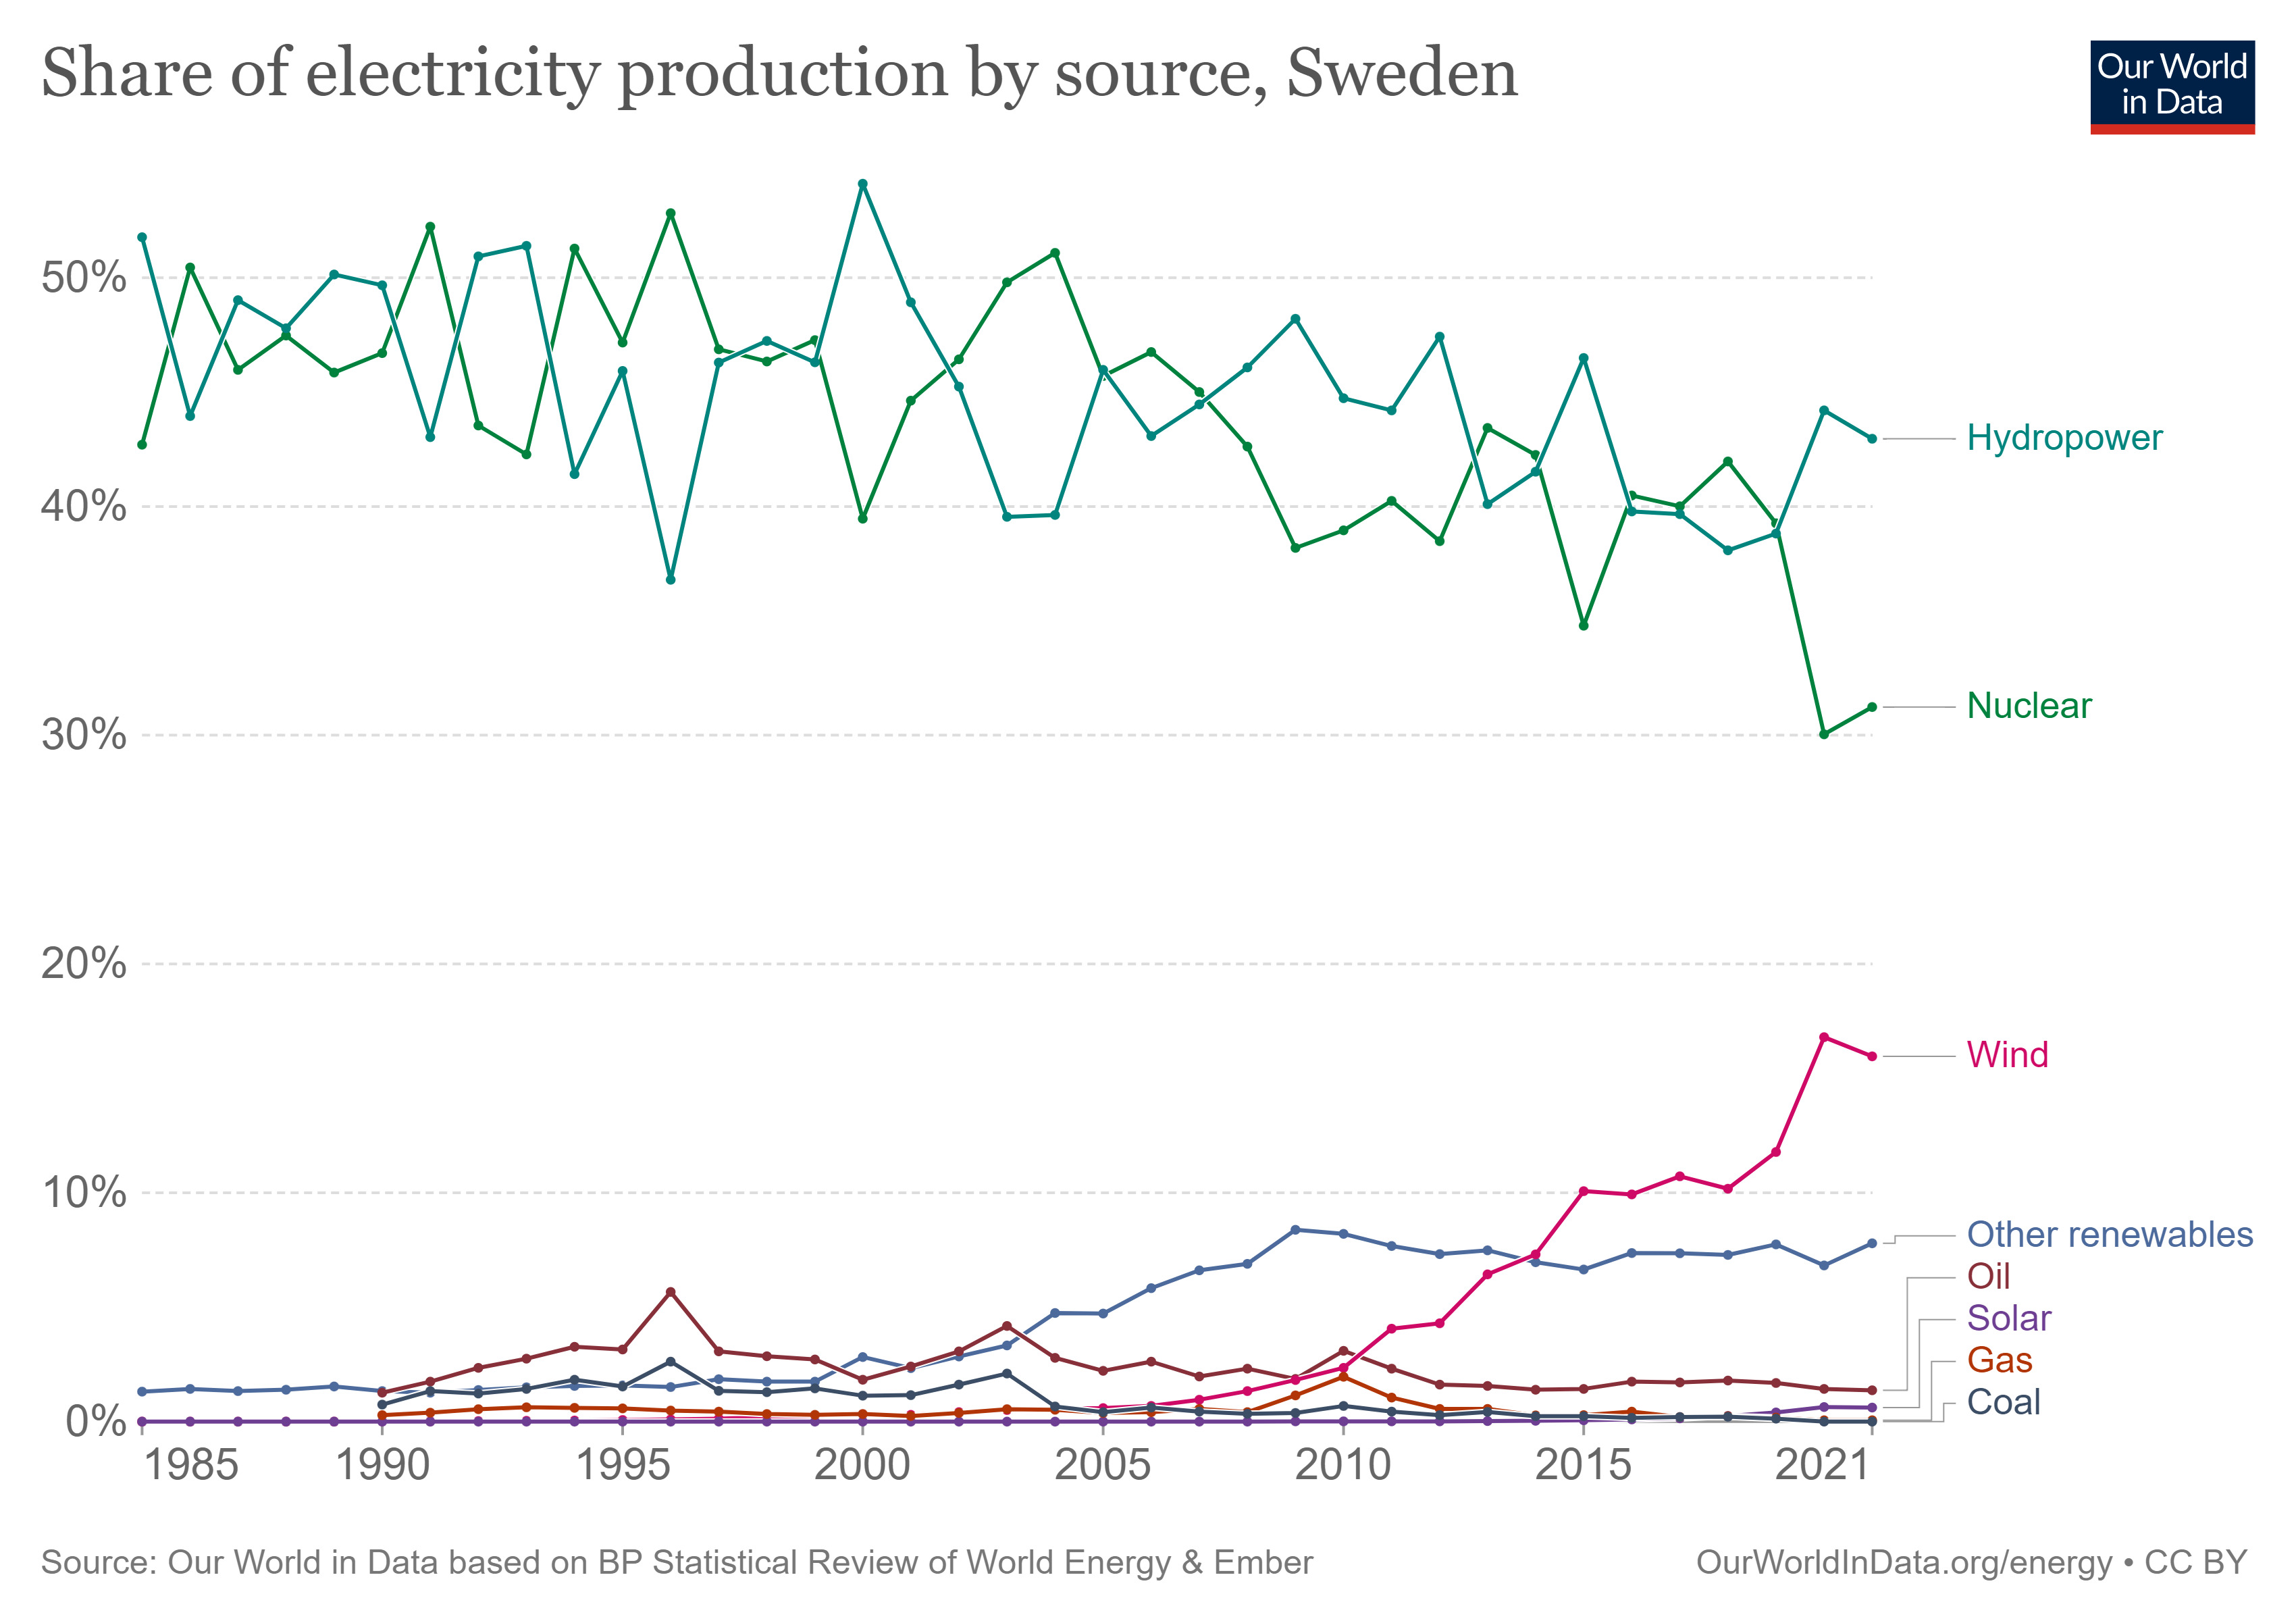 Share of electricity production by source, Sweden
Our World
in Data
50%
40%
30%
20%
10%
0%
Hydropower
Nuclear
Wind
Other renewables
Oil
Solar
Gas
Coal
1985 1990 1995 2000 2005 2010 2015 2021
Source: Our World in Data based on BP Statistical Review of World Energy & Ember
OurWorldInData.org/energy • CC BY